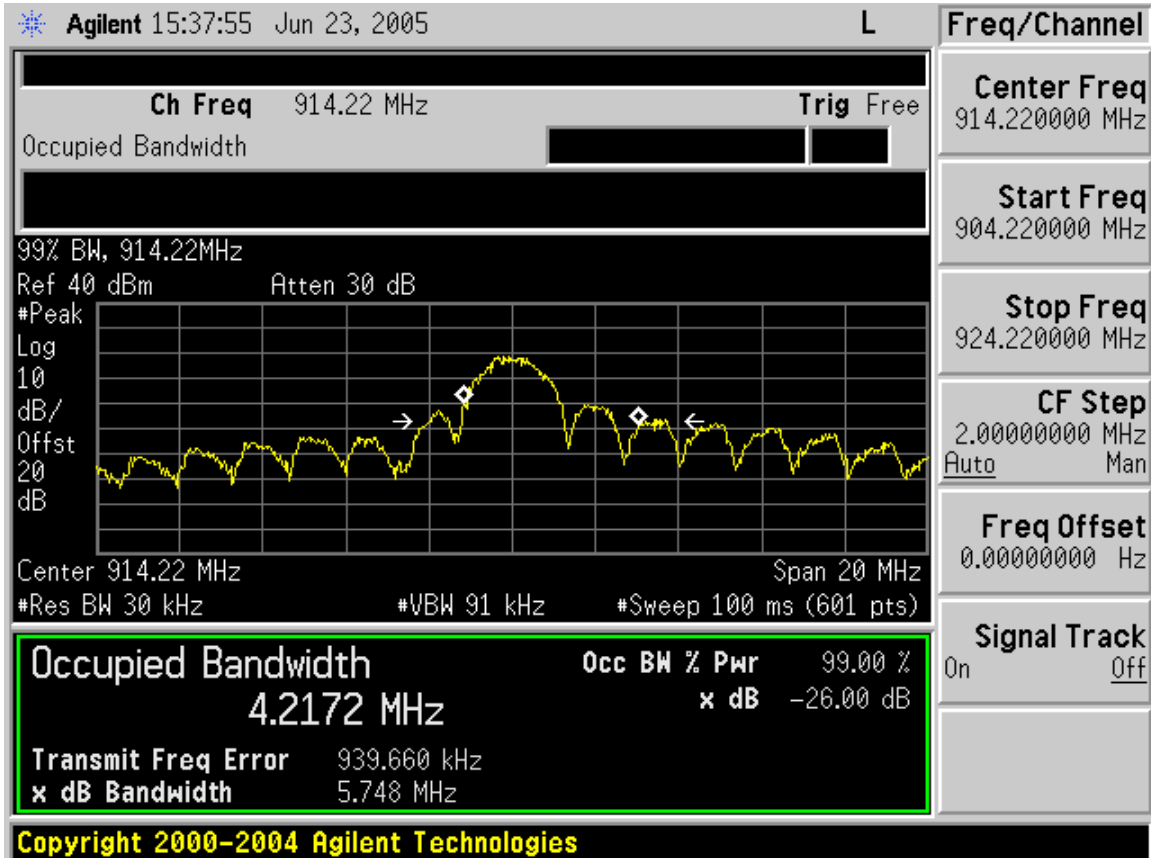 Agilent 15:37:55 Jun 23, 2005 L
Freq/Channel
Ch Freq 914.22 MHz Trig Free
Occupied Bandwidth
99% BW, 914.22MHz
Ref 40 dBm Atten 30 dB
#Peak
Log
10
dB/
Offst
20
dB
Center 914.22 MHz Span 20 MHz
#Res BW 30 kHz #VBW 91 kHz #Sweep 100 ms (601 pts)
Occupied Bandwidth
4.2172 MHz
Occ BW % Pwr 99.00 %
x dB -26.00 dB
Transmit Freq Error 939.660 kHz
x dB Bandwidth 5.748 MHz
Copyright 2000-2004 Agilent Technologies
Center Freq
914.220000 MHz
Start Freq
904.220000 MHz
Stop Freq
924.220000 MHz
CF Step
2.00000000 MHz
Auto Man
Freq Offset
0.00000000 Hz
Signal Track
On Off